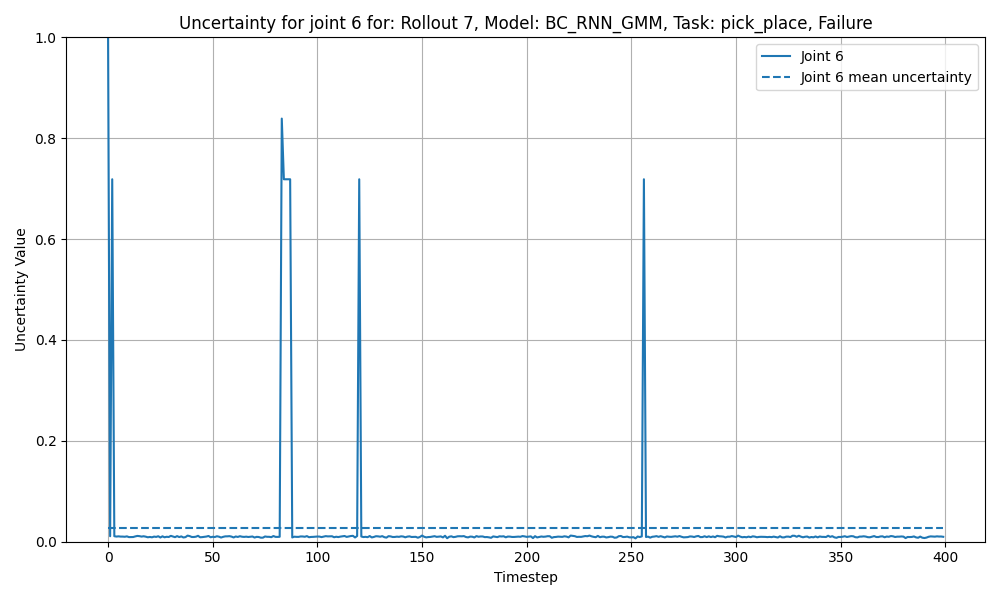 Uncertainty for joint 6 for: Rollout 7, Model: BC_RNN_GMM, Task: pick_place, Failure
Joint 6
Joint 6 mean uncertainty
Uncertainty Value
1.0
0.8
0.6
0.4
0.2
0.0
0 50 100 150 200 250 300 350 400
Timestep